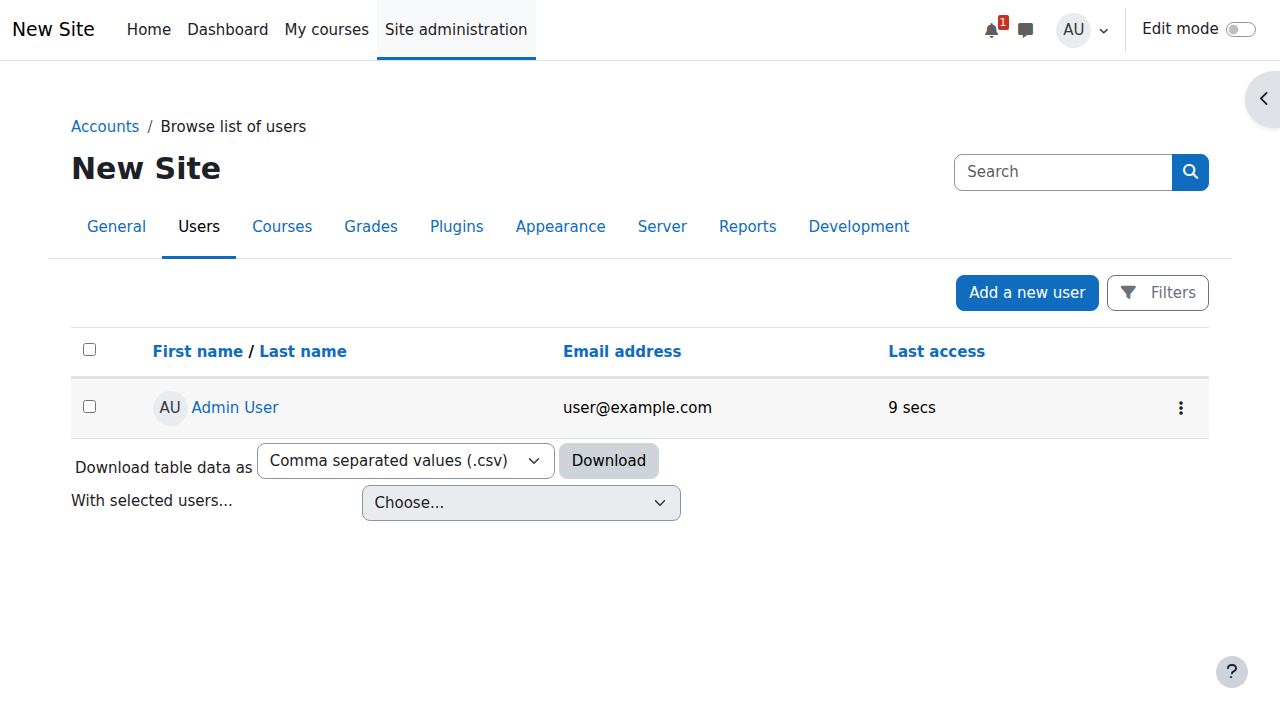 New Site Home Dashboard My courses Site administration 1 AU Edit mode
Accounts / Browse list of users
New Site
Search
General Users Courses Grades Plugins Appearance Server Reports Development
Add a new user Filters
First name / Last name Email address Last access
AU Admin User user@example.com 9 secs
Download table data as Comma separated values (.csv) Download
With selected users... Choose...
?